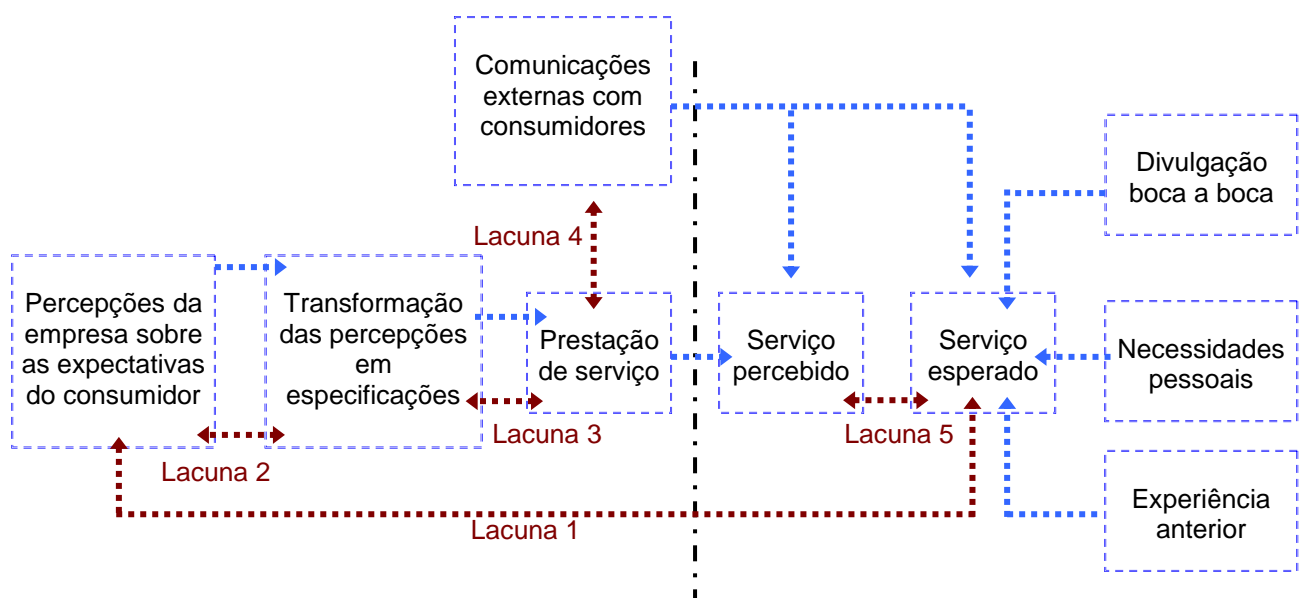 Comunicações
externas com
consumidores
Divulgação
boca a boca
Lacuna 4
Percepções da
empresa sobre
as expectativas
do consumidor
Transformação
das percepções
em
especificações
Prestação
de serviço
Serviço
percebido
Serviço
esperado
Necessidades
pessoais
Lacuna 2
Lacuna 3
Lacuna 5
Lacuna 1
Experiência
anterior